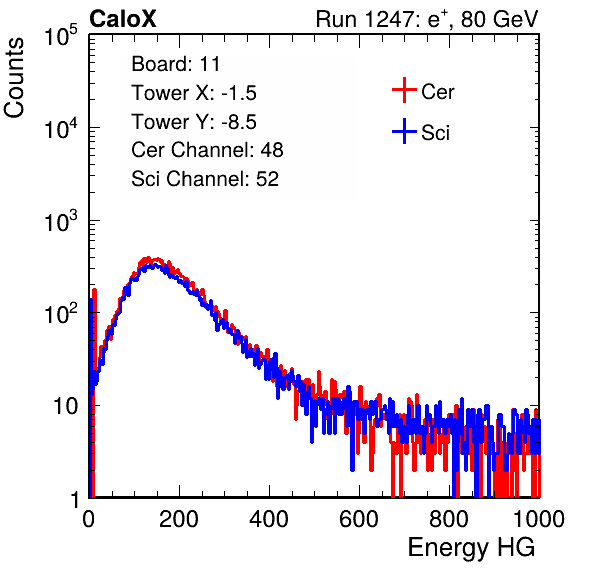 CaloX Run 1247: e+, 80 GeV
Counts
Board: 11
Tower X: -1.5
Tower Y: -8.5
Cer Channel: 48
Sci Channel: 52
Cer
Sci
10^5
10^4
10^3
10^2
10
1
0 200 400 600 800 1000
Energy HG